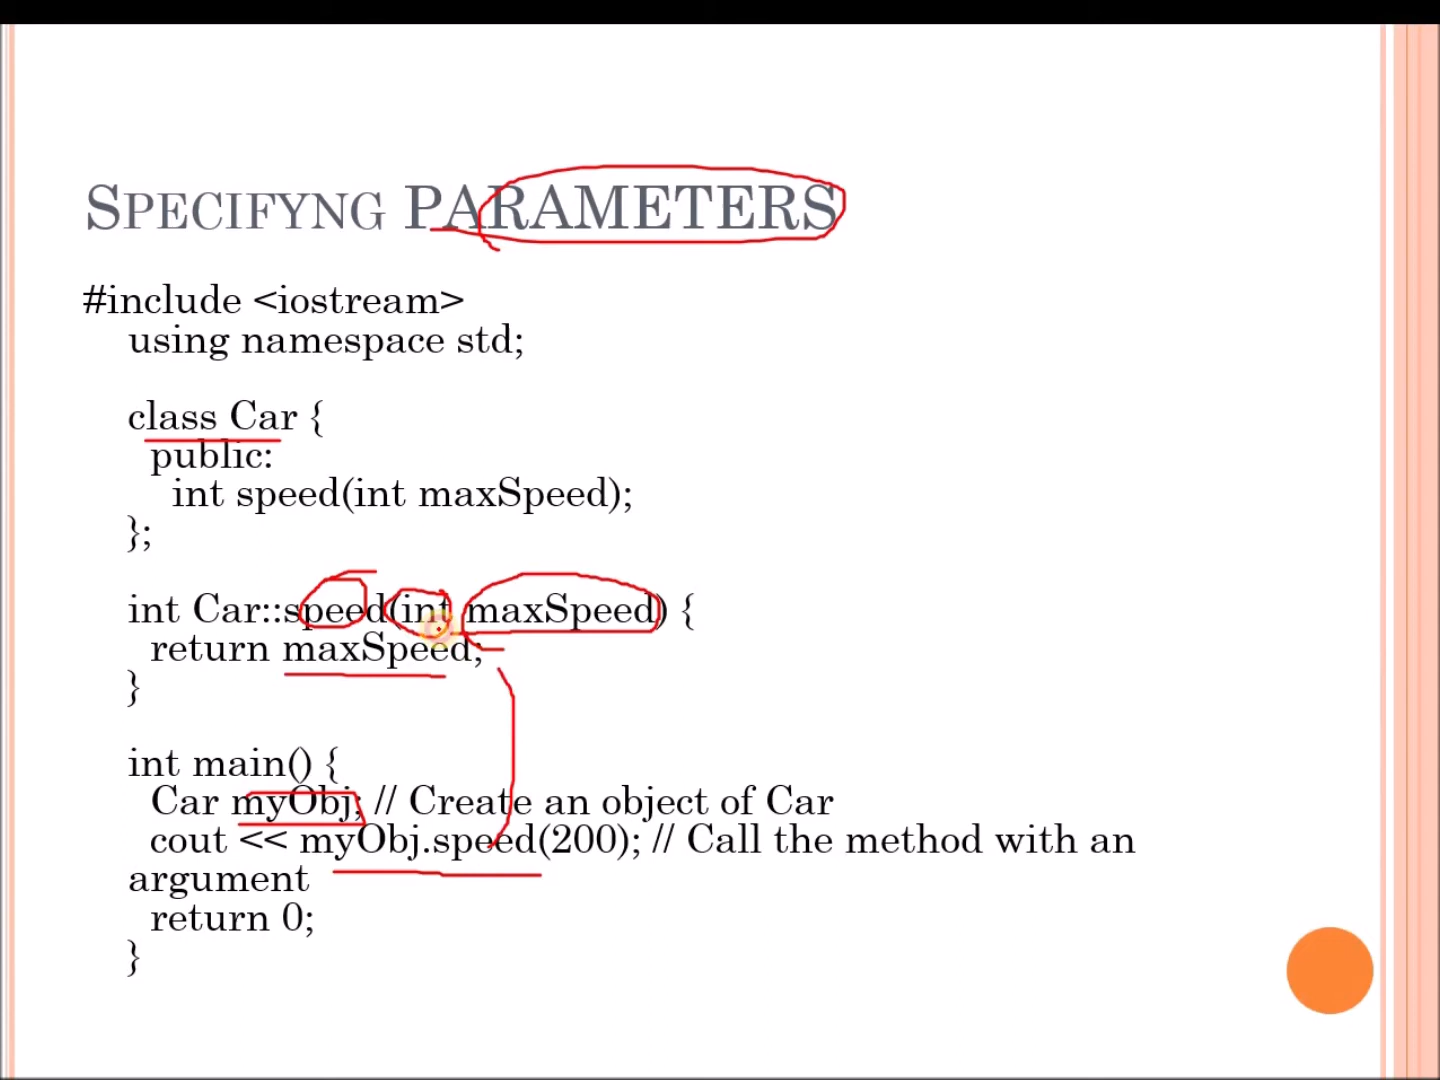 SPECIFYNG PARAMETERS
#include <iostream>
using namespace std;
class Car {
public:
int speed(int maxSpeed);
};
int Car::speed(int maxSpeed) {
return maxSpeed;
}
int main() {
Car myObj; // Create an object of Car
cout << myObj.speed(200); // Call the method with an
argument
return 0;
}